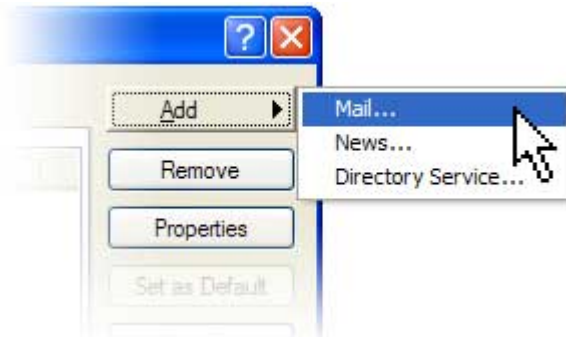 ?
Add
Mail...
News...
Directory Service...
Remove
Properties
Set as Default